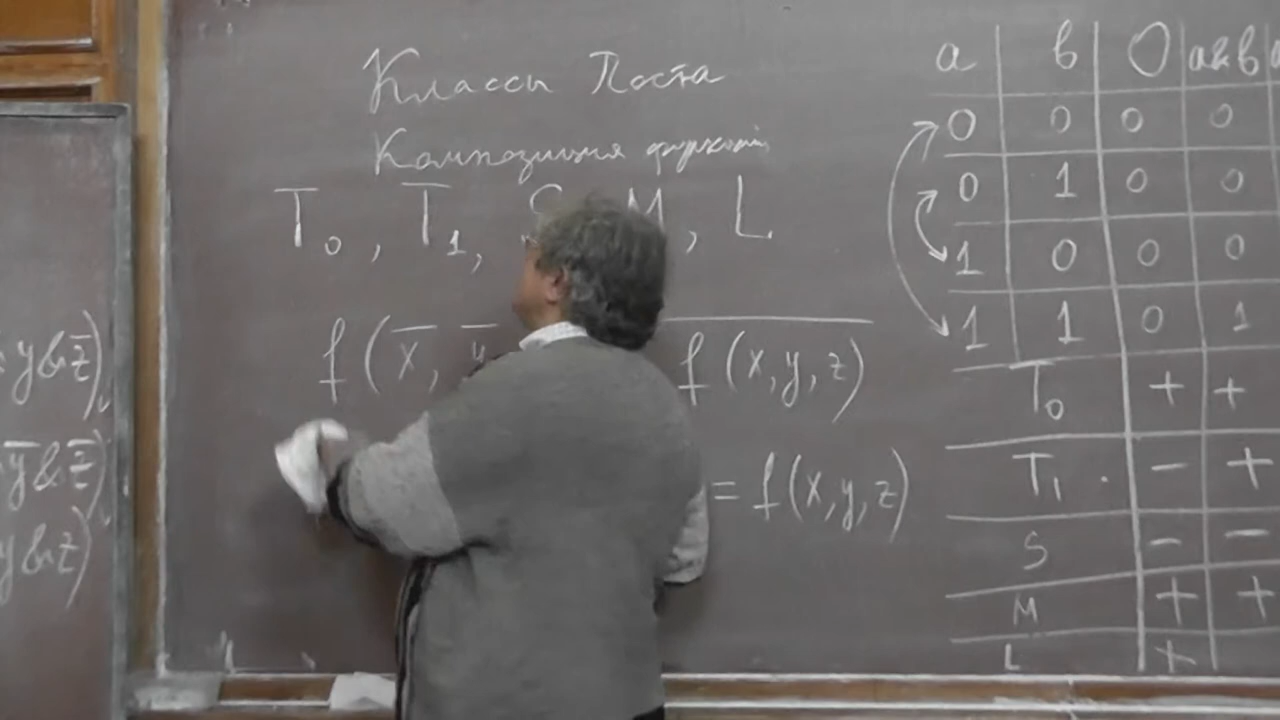 Классы Поста
Композиция функций
T₀, T₁, S, M, L
f(x̅, y̅
= f(x,y,z)
f̅(̅x̅,̅y̅,̅z̅)̅
y&z̅)
y̅&z̅)
y&z)
a b 0 a&b
0 0 0 0
0 1 0 0
1 0 0 0
1 1 0 1
T₀ + +
T₁ - +
S - -
M + +
L +